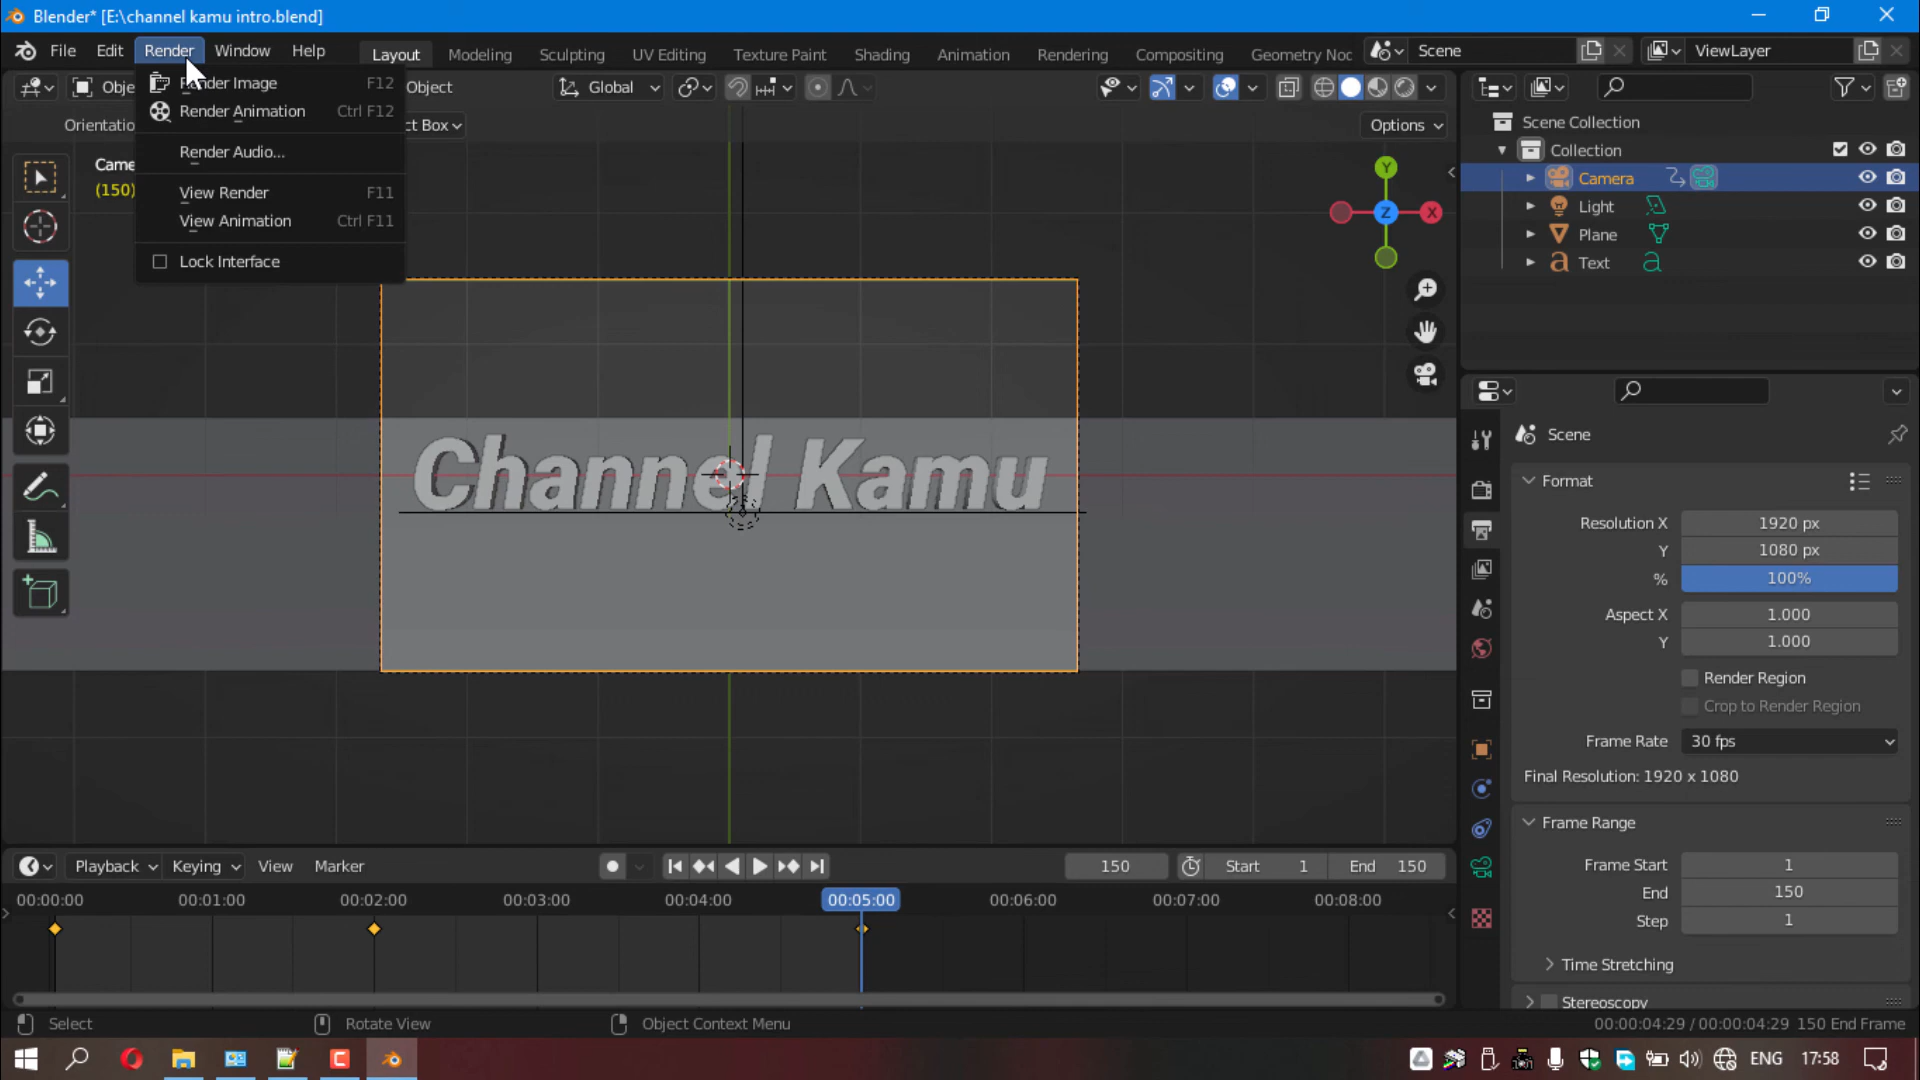 Blender* [E:\channel kamu intro.blend]
File Edit Render Window Help Layout Modeling Sculpting UV Editing Texture Paint Shading Animation Rendering Compositing Geometry Noc Scene ViewLayer
Render Image F12
Render Animation Ctrl F12
Render Audio...
View Render F11
View Animation Ctrl F11
Lock Interface
Obje Object Global
Orientatio ct Box Options
Came
(150)
Y
Z X
Channel Kamu
Scene Collection
Collection
Camera
Light
Plane
Text
Scene
Format
Resolution X 1920 px
Y 1080 px
% 100%
Aspect X 1.000
Y 1.000
Render Region
Crop to Render Region
Frame Rate 30 fps
Final Resolution: 1920 x 1080
Frame Range
Frame Start 1
End 150
Step 1
Time Stretching
Stereoscopy
Playback Keying View Marker 150 Start 1 End 150
00:00:00 00:01:00 00:02:00 00:03:00 00:04:00 00:05:00 00:06:00 00:07:00 00:08:00
Select Rotate View Object Context Menu 00:00:04:29 / 00:00:04:29 150 End Frame
ENG 17:58